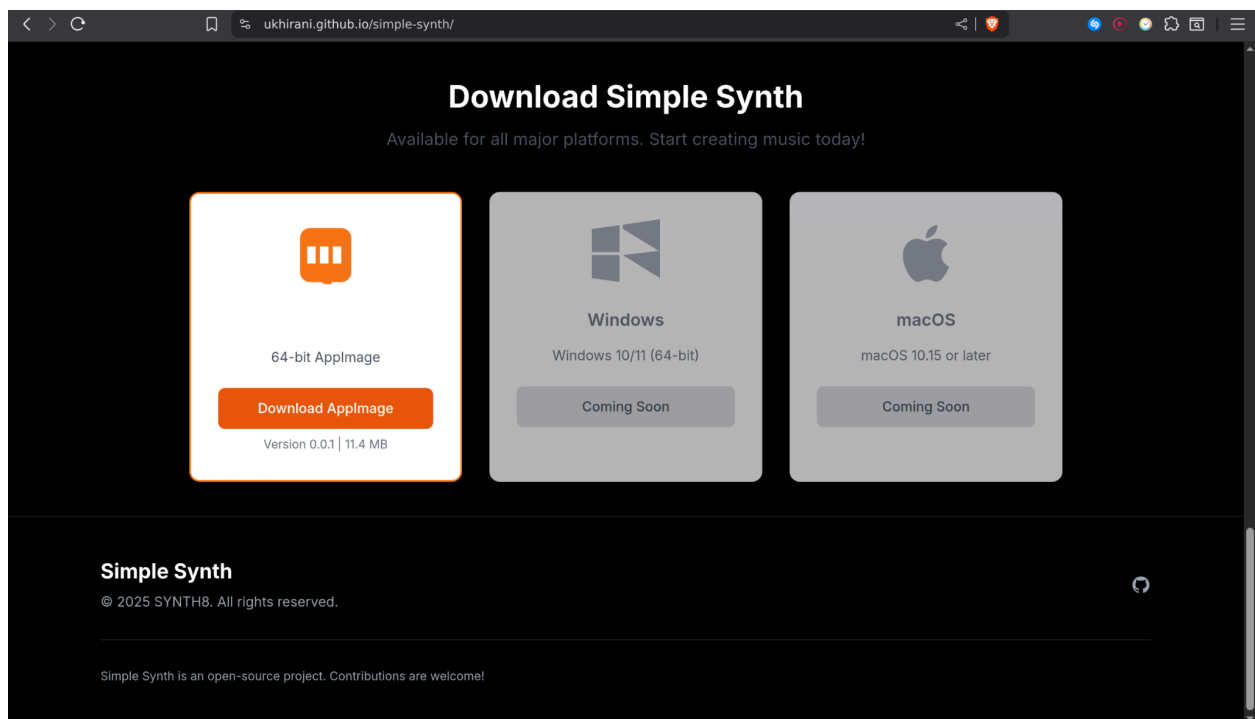 ukhirani.github.io/simple-synth/
Download Simple Synth
Available for all major platforms. Start creating music today!
64-bit AppImage
Download AppImage
Version 0.0.1 | 11.4 MB
Windows
Windows 10/11 (64-bit)
Coming Soon
macOS
macOS 10.15 or later
Coming Soon
Simple Synth
© 2025 SYNTH8. All rights reserved.
Simple Synth is an open-source project. Contributions are welcome!